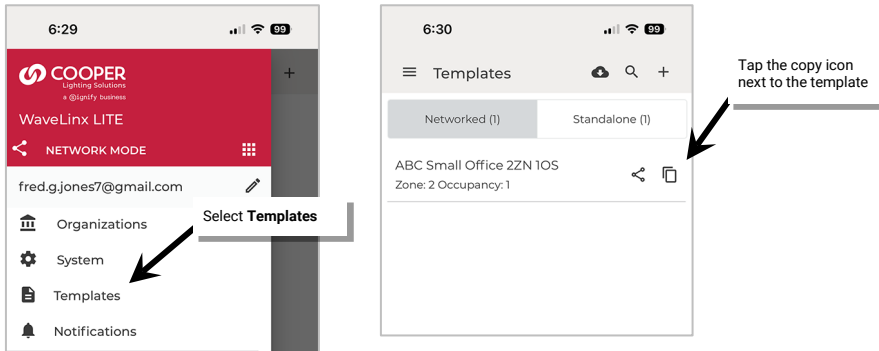 6:29
99
COOPER
Lighting Solutions
a Signify business
WaveLinx LITE
NETWORK MODE
fred.g.jones7@gmail.com
Organizations
System
Templates
Notifications
Select Templates
6:30
99
Templates
Networked (1)
Standalone (1)
ABC Small Office 2ZN 1OS
Zone: 2 Occupancy: 1
Tap the copy icon
next to the template